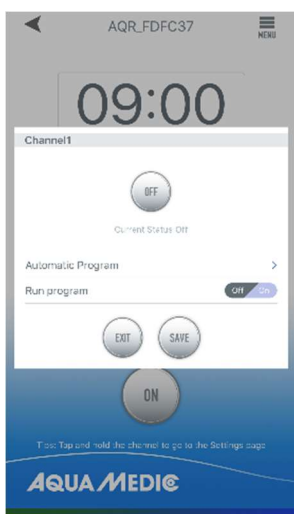 AQR_FDFC37
MENU
09:00
Channel1
OFF
Current Status Off
Automatic Program
Run program
Off On
EXIT
SAVE
ON
Tips: Tap and hold the channel to go to the Settings page
AQUA MEDIC